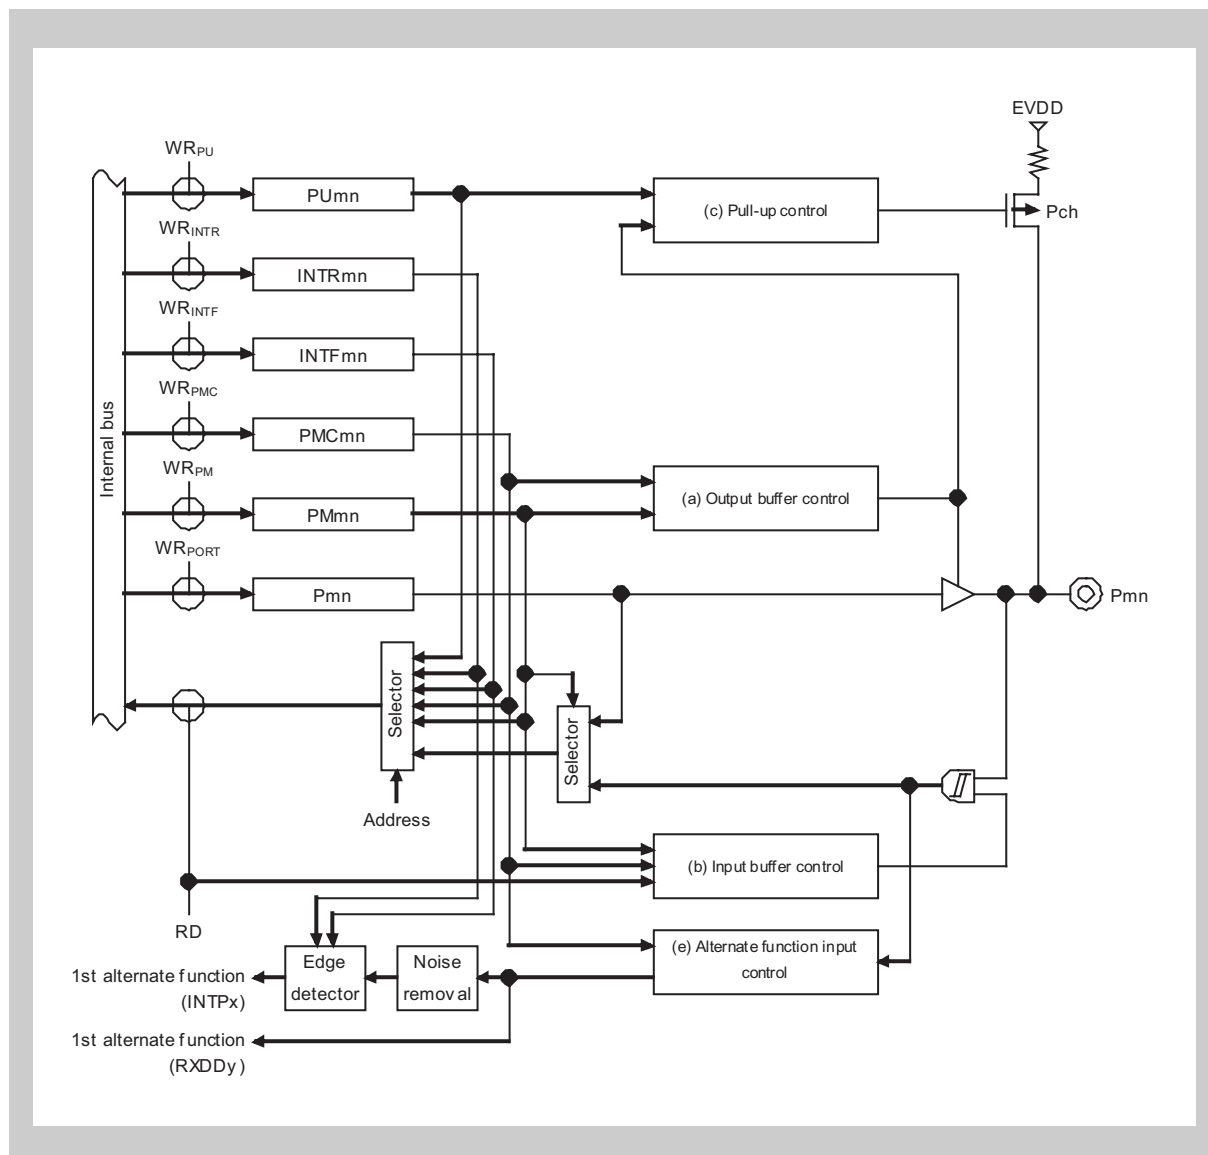 EVDD
WRPU
PUmn
(c) Pull-up control
Pch
WRINTR
INTRmn
WRINTF
INTFmn
WRPMC
PMCmn
Internal bus
WRPM
PMmn
(a) Output buffer control
WRPORT
Pmn
Pmn
Selector
Selector
Address
(b) Input buffer control
RD
(e) Alternate function input
control
Edge
detector
Noise
removal
1st alternate function
(INTPx)
1st alternate function
(RXDDy)